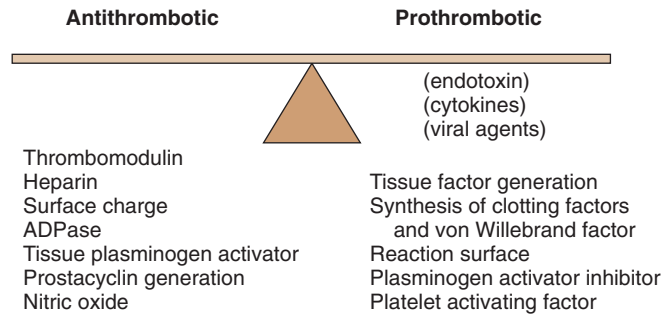 Antithrombotic
Prothrombotic
(endotoxin)
(cytokines)
(viral agents)
Thrombomodulin
Heparin
Surface charge
ADPase
Tissue plasminogen activator
Prostacyclin generation
Nitric oxide
Tissue factor generation
Synthesis of clotting factors
and von Willebrand factor
Reaction surface
Plasminogen activator inhibitor
Platelet activating factor